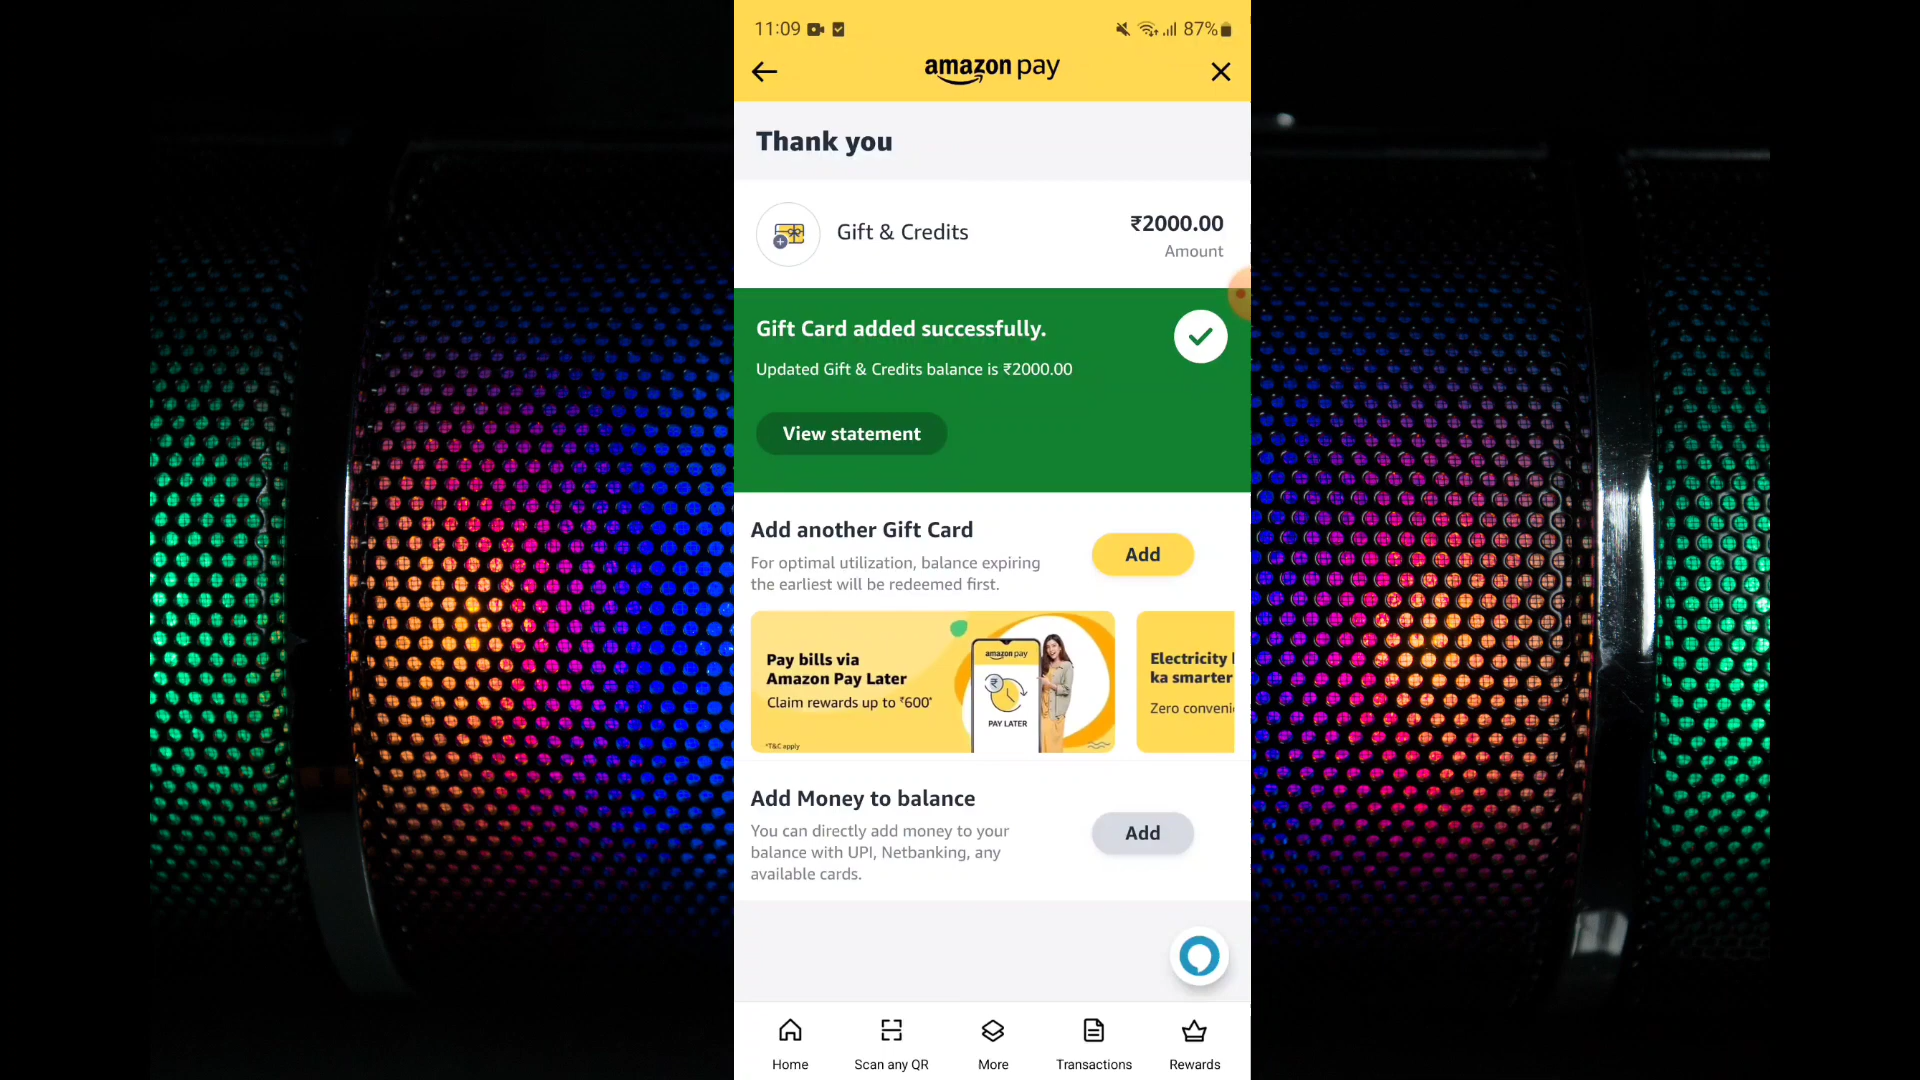 11:09
87%
amazon pay
Thank you
Gift & Credits
₹2000.00
Amount
Gift Card added successfully.
Updated Gift & Credits balance is ₹2000.00
View statement
Add another Gift Card
For optimal utilization, balance expiring
the earliest will be redeemed first.
Add
Pay bills via
Amazon Pay Later
Claim rewards up to ₹600*
*T&C apply
amazon pay
₹
PAY LATER
Electricity
ka smarter
Zero conveni
Add Money to balance
You can directly add money to your
balance with UPI, Netbanking, any
available cards.
Add
Home
Scan any QR
More
Transactions
Rewards